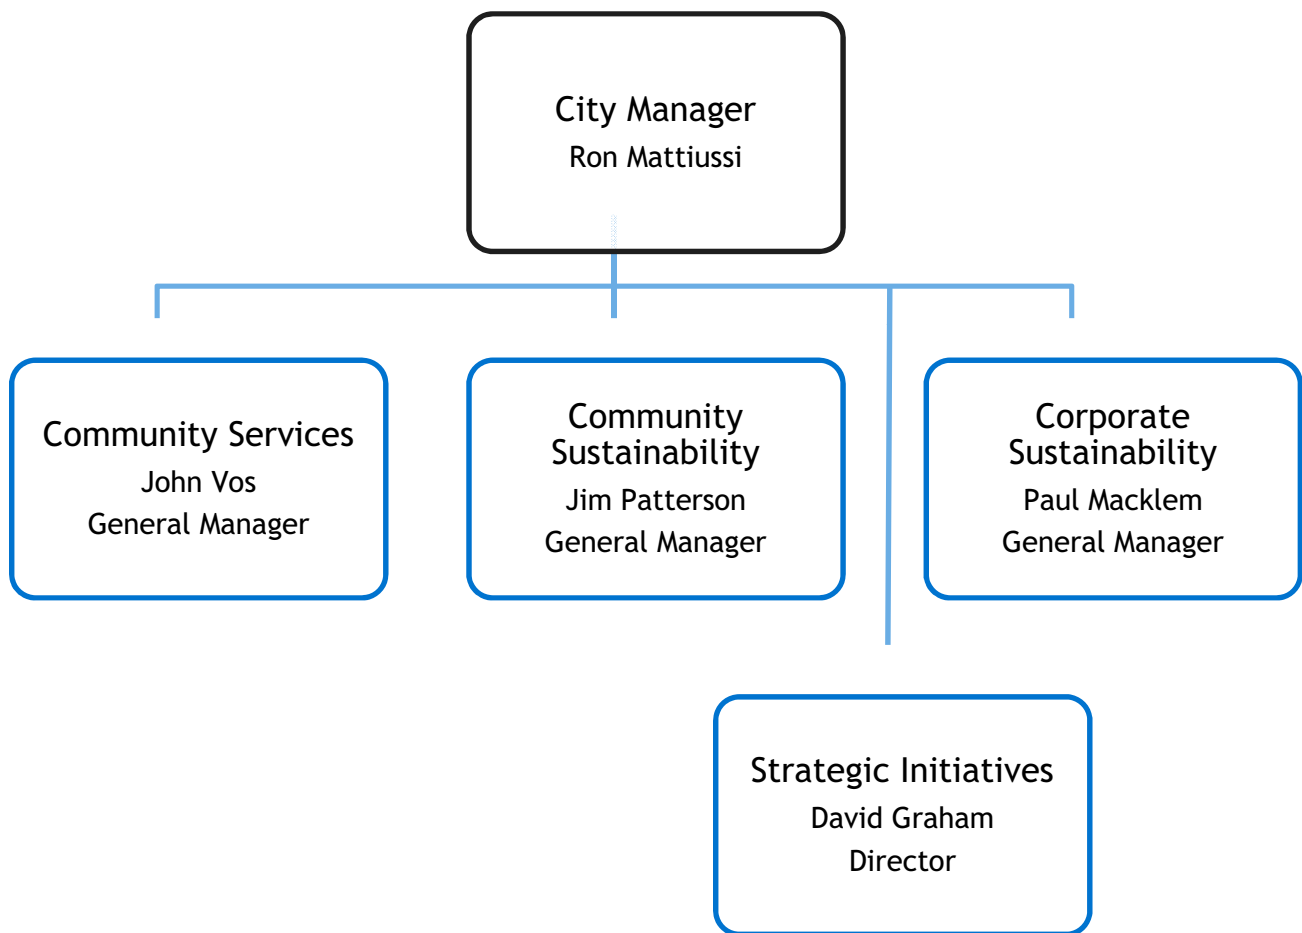 City Manager
Ron Mattiussi
Community Services
John Vos
General Manager
Community
Sustainability
Jim Patterson
General Manager
Corporate
Sustainability
Paul Macklem
General Manager
Strategic Initiatives
David Graham
Director